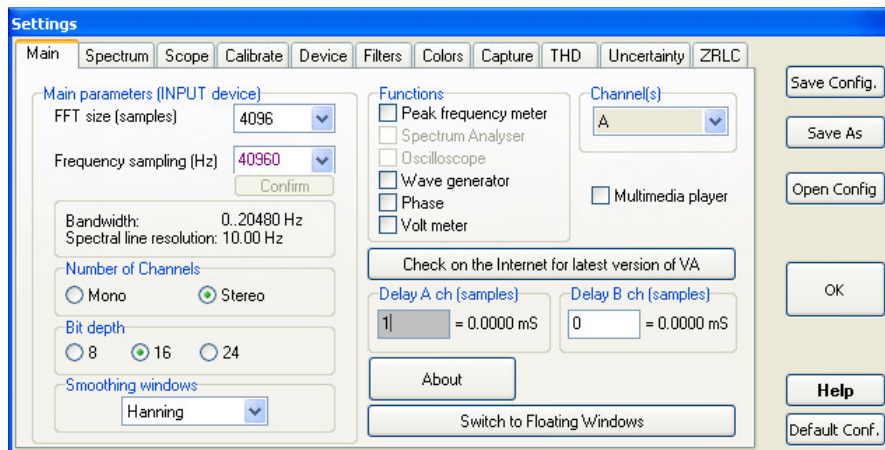 Settings
Main Spectrum Scope Calibrate Device Filters Colors Capture THD Uncertainty ZRLC
Main parameters (INPUT device)
FFT size (samples) 4096
Frequency sampling (Hz) 40960
Confirm
Bandwidth: 0..20480 Hz
Spectral line resolution: 10.00 Hz
Number of Channels
Mono Stereo
Bit depth
8 16 24
Smoothing windows
Hanning
Functions
Peak frequency meter
Spectrum Analyser
Oscilloscope
Wave generator
Phase
Volt meter
Channel(s)
A
Multimedia player
Check on the Internet for latest version of VA
Delay A ch (samples)
1 = 0.0000 mS
Delay B ch (samples)
0 = 0.0000 mS
About
Switch to Floating Windows
Save Config.
Save As
Open Config
OK
Help
Default Conf.